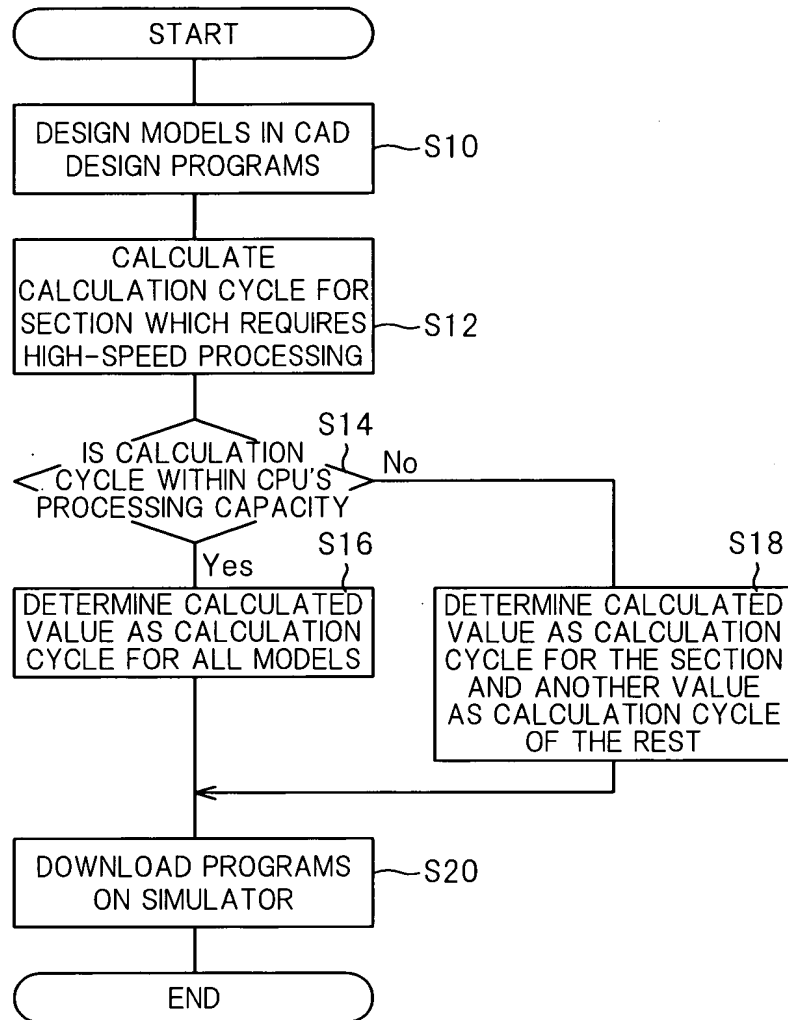 START
DESIGN MODELS IN CAD
DESIGN PROGRAMS
S10
CALCULATE
CALCULATION CYCLE FOR
SECTION WHICH REQUIRES
HIGH-SPEED PROCESSING
S12
IS CALCULATION
CYCLE WITHIN CPU'S
PROCESSING CAPACITY
S14
No
Yes
S16
DETERMINE CALCULATED
VALUE AS CALCULATION
CYCLE FOR ALL MODELS
S18
DETERMINE CALCULATED
VALUE AS CALCULATION
CYCLE FOR THE SECTION
AND ANOTHER VALUE
AS CALCULATION CYCLE
OF THE REST
DOWNLOAD PROGRAMS
ON SIMULATOR
S20
END